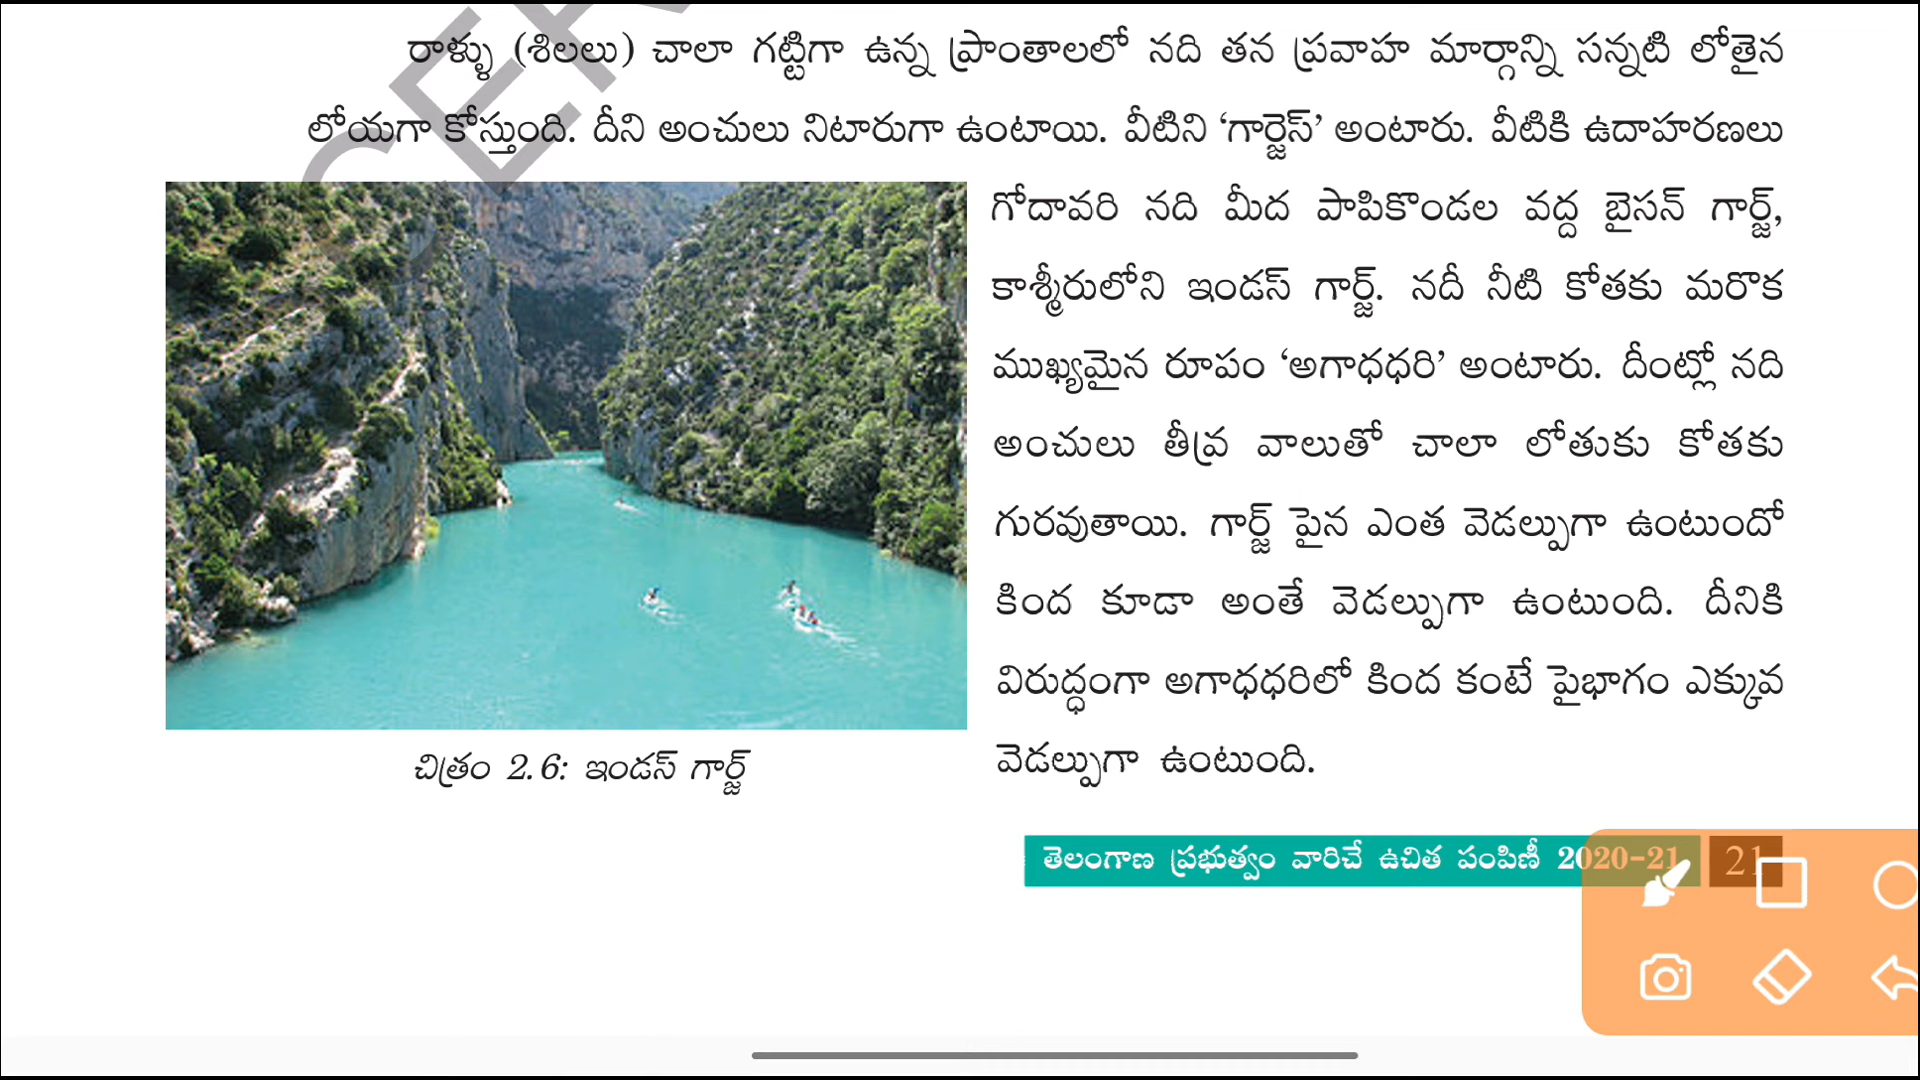 రాళ్ళు (శిలలు) చాలా గట్టిగా ఉన్న ప్రాంతాలలో నది తన ప్రవాహ మార్గాన్ని సన్నటి లోతైన
లోయగా కోస్తుంది. దీని అంచులు నిటారుగా ఉంటాయి. వీటిని ‘గార్జెస్’ అంటారు. వీటికి ఉదాహరణలు
గోదావరి నది మీద పాపికొండల వద్ద బైసన్ గార్జ్,
కాశ్మీరులోని ఇండస్ గార్జ్. నదీ నీటి కోతకు మరొక
ముఖ్యమైన రూపం ‘అగాధధరి’ అంటారు. దీంట్లో నది
అంచులు తీవ్ర వాలుతో చాలా లోతుకు కోతకు
గురవుతాయి. గార్జ్ పైన ఎంత వెడల్పుగా ఉంటుందో
కింద కూడా అంతే వెడల్పుగా ఉంటుంది. దీనికి
విరుద్ధంగా అగాధధరిలో కింద కంటే పైభాగం ఎక్కువ
వెడల్పుగా ఉంటుంది.
చిత్రం 2.6: ఇండస్ గార్జ్
తెలంగాణ ప్రభుత్వం వారిచే ఉచిత పంపిణీ 2020-21 21